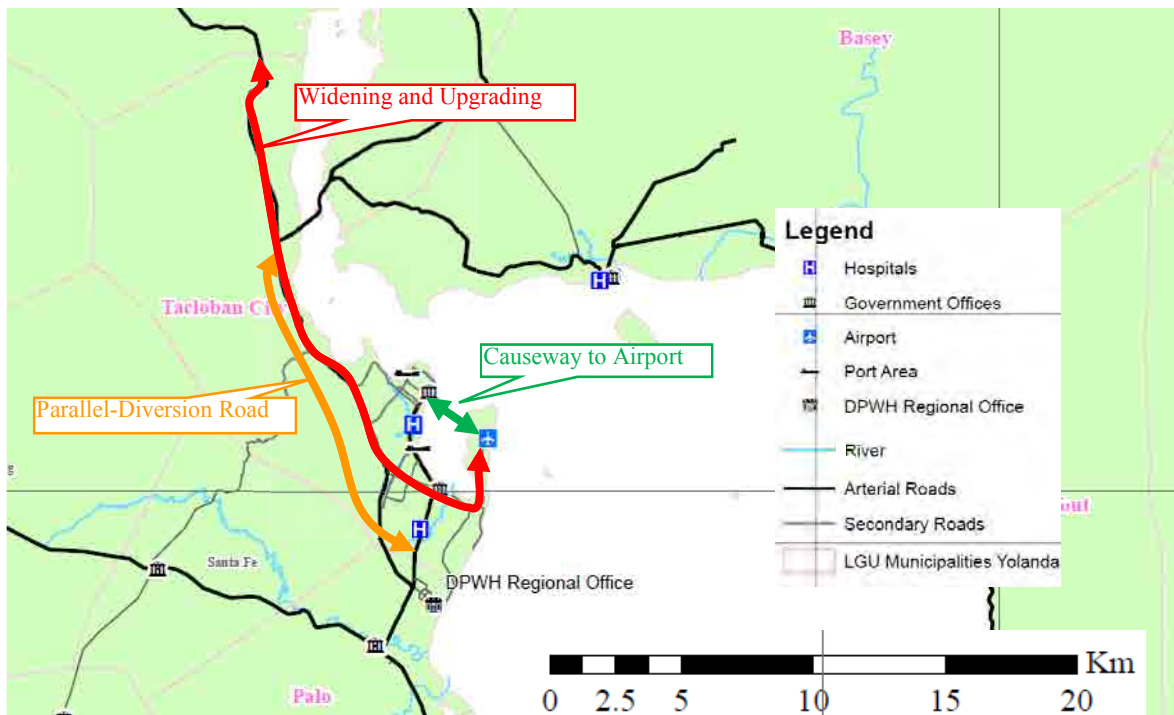 Basey
Widening and Upgrading
Legend
Hospitals
Government Offices
Airport
Port Area
DPWH Regional Office
River
Arterial Roads
Secondary Roads
LGU Municipalities Yolanda
Tacloban City
Causeway to Airport
Parallel-Diversion Road
out
Santa Fe
DPWH Regional Office
Palo
Km
0 2.5 5 10 15 20